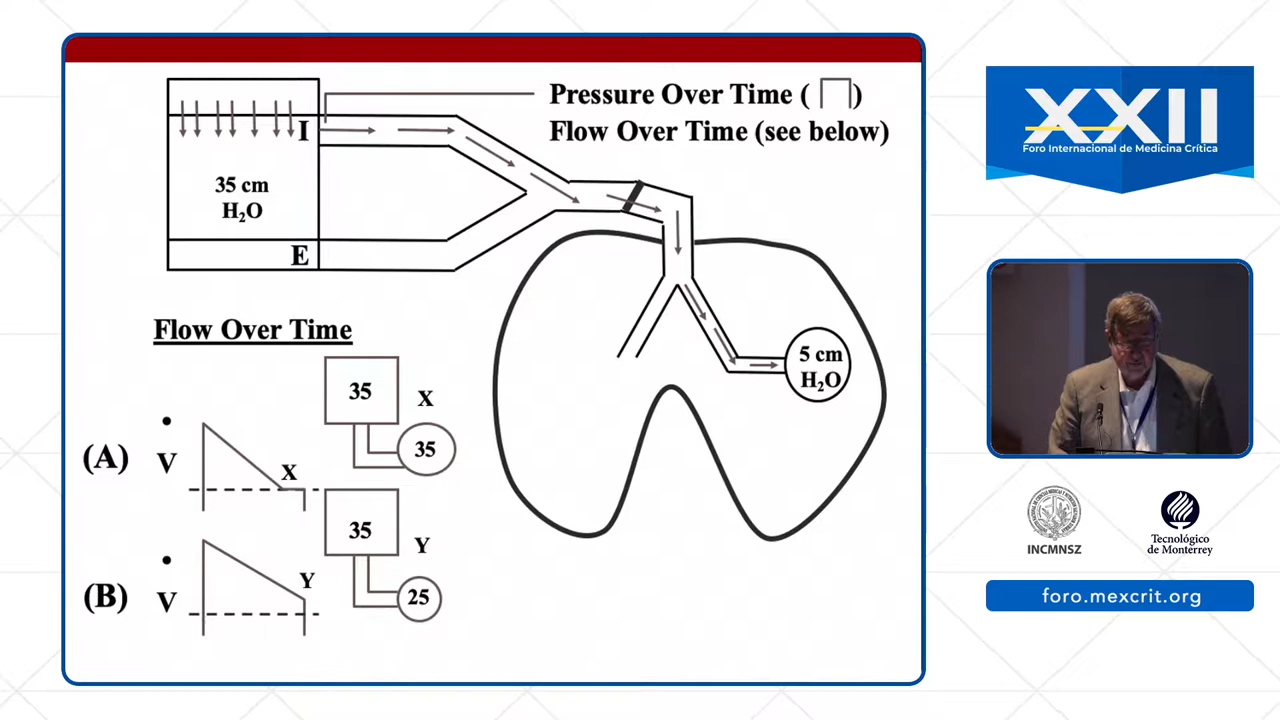 Pressure Over Time ( )
Flow Over Time (see below)
I
35 cm
H₂O
E
5 cm
H₂O
Flow Over Time
35
X
35
(A)
V̇
X
35
Y
25
(B)
V̇
Y
XXII
Foro Internacional de Medicina Crítica
INCMNSZ
Tecnológico
de Monterrey
foro.mexcrit.org